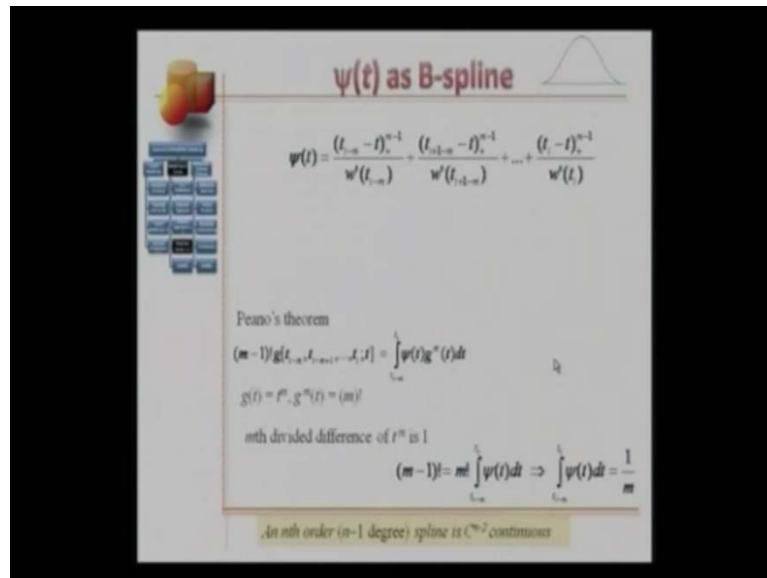 ψ(t) as B-spline
ψ(t) = (t_{i-n} - t)_+^{n-1} / w'(t_{i-n}) + (t_{i+1-n} - t)_+^{n-1} / w'(t_{i+1-n}) + ... + (t_i - t)_+^{n-1} / w'(t_i)
Peano's theorem
(m-1)!g[t_{i-n}, t_{i-n+1}, ..., t_i; t] = ∫_{t_{i-n}}^{t_i} ψ(t)g^m(t)dt
g(t) = t^m, g^m(t) = (m)!
mth divided difference of t^m is 1
(m-1)! = m! ∫_{t_{i-n}}^{t_i} ψ(t)dt ⇒ ∫_{t_{i-n}}^{t_i} ψ(t)dt = 1/m
An nth order (n-1 degree) spline is C^{n-2} continuous